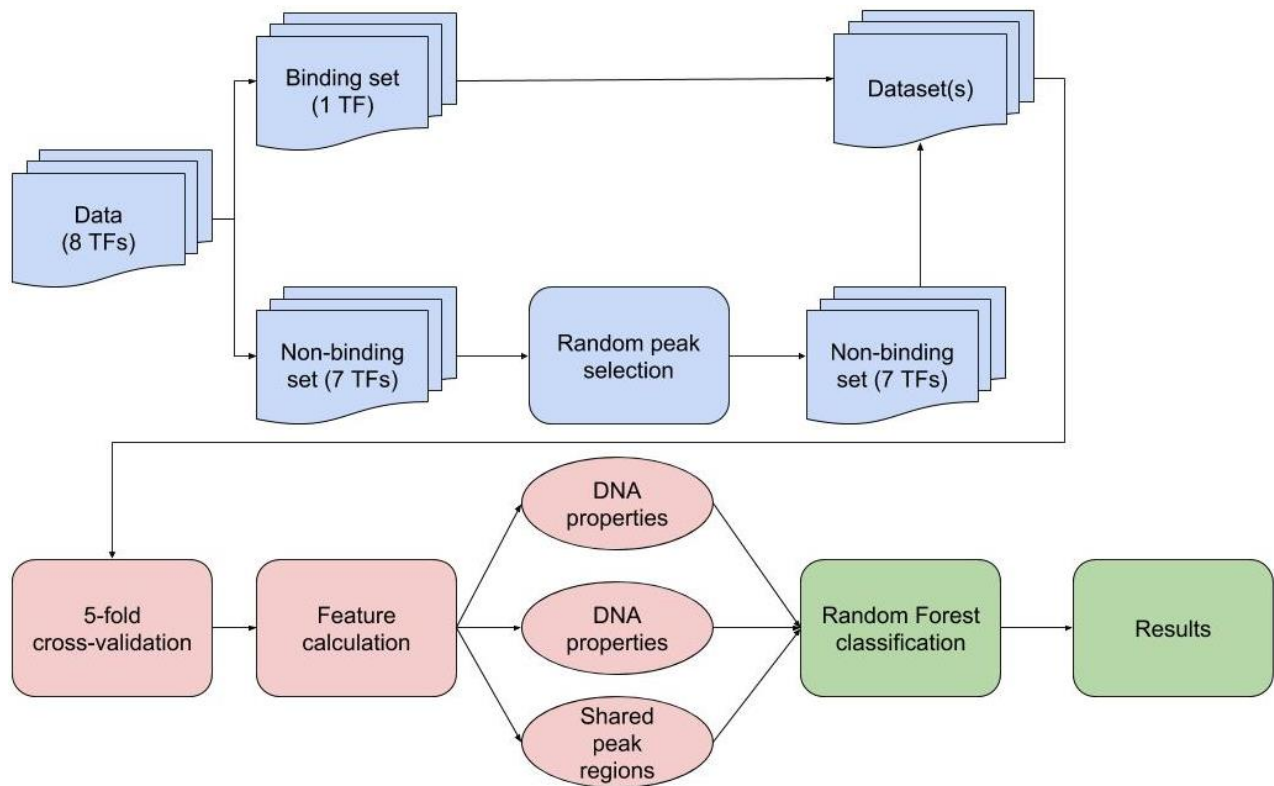 Binding set
(1 TF)
Dataset(s)
Data
(8 TFs)
Non-binding
set (7 TFs)
Random peak
selection
Non-binding
set (7 TFs)
DNA
properties
5-fold
cross-validation
Feature
calculation
DNA
properties
Random Forest
classification
Results
Shared
peak
regions